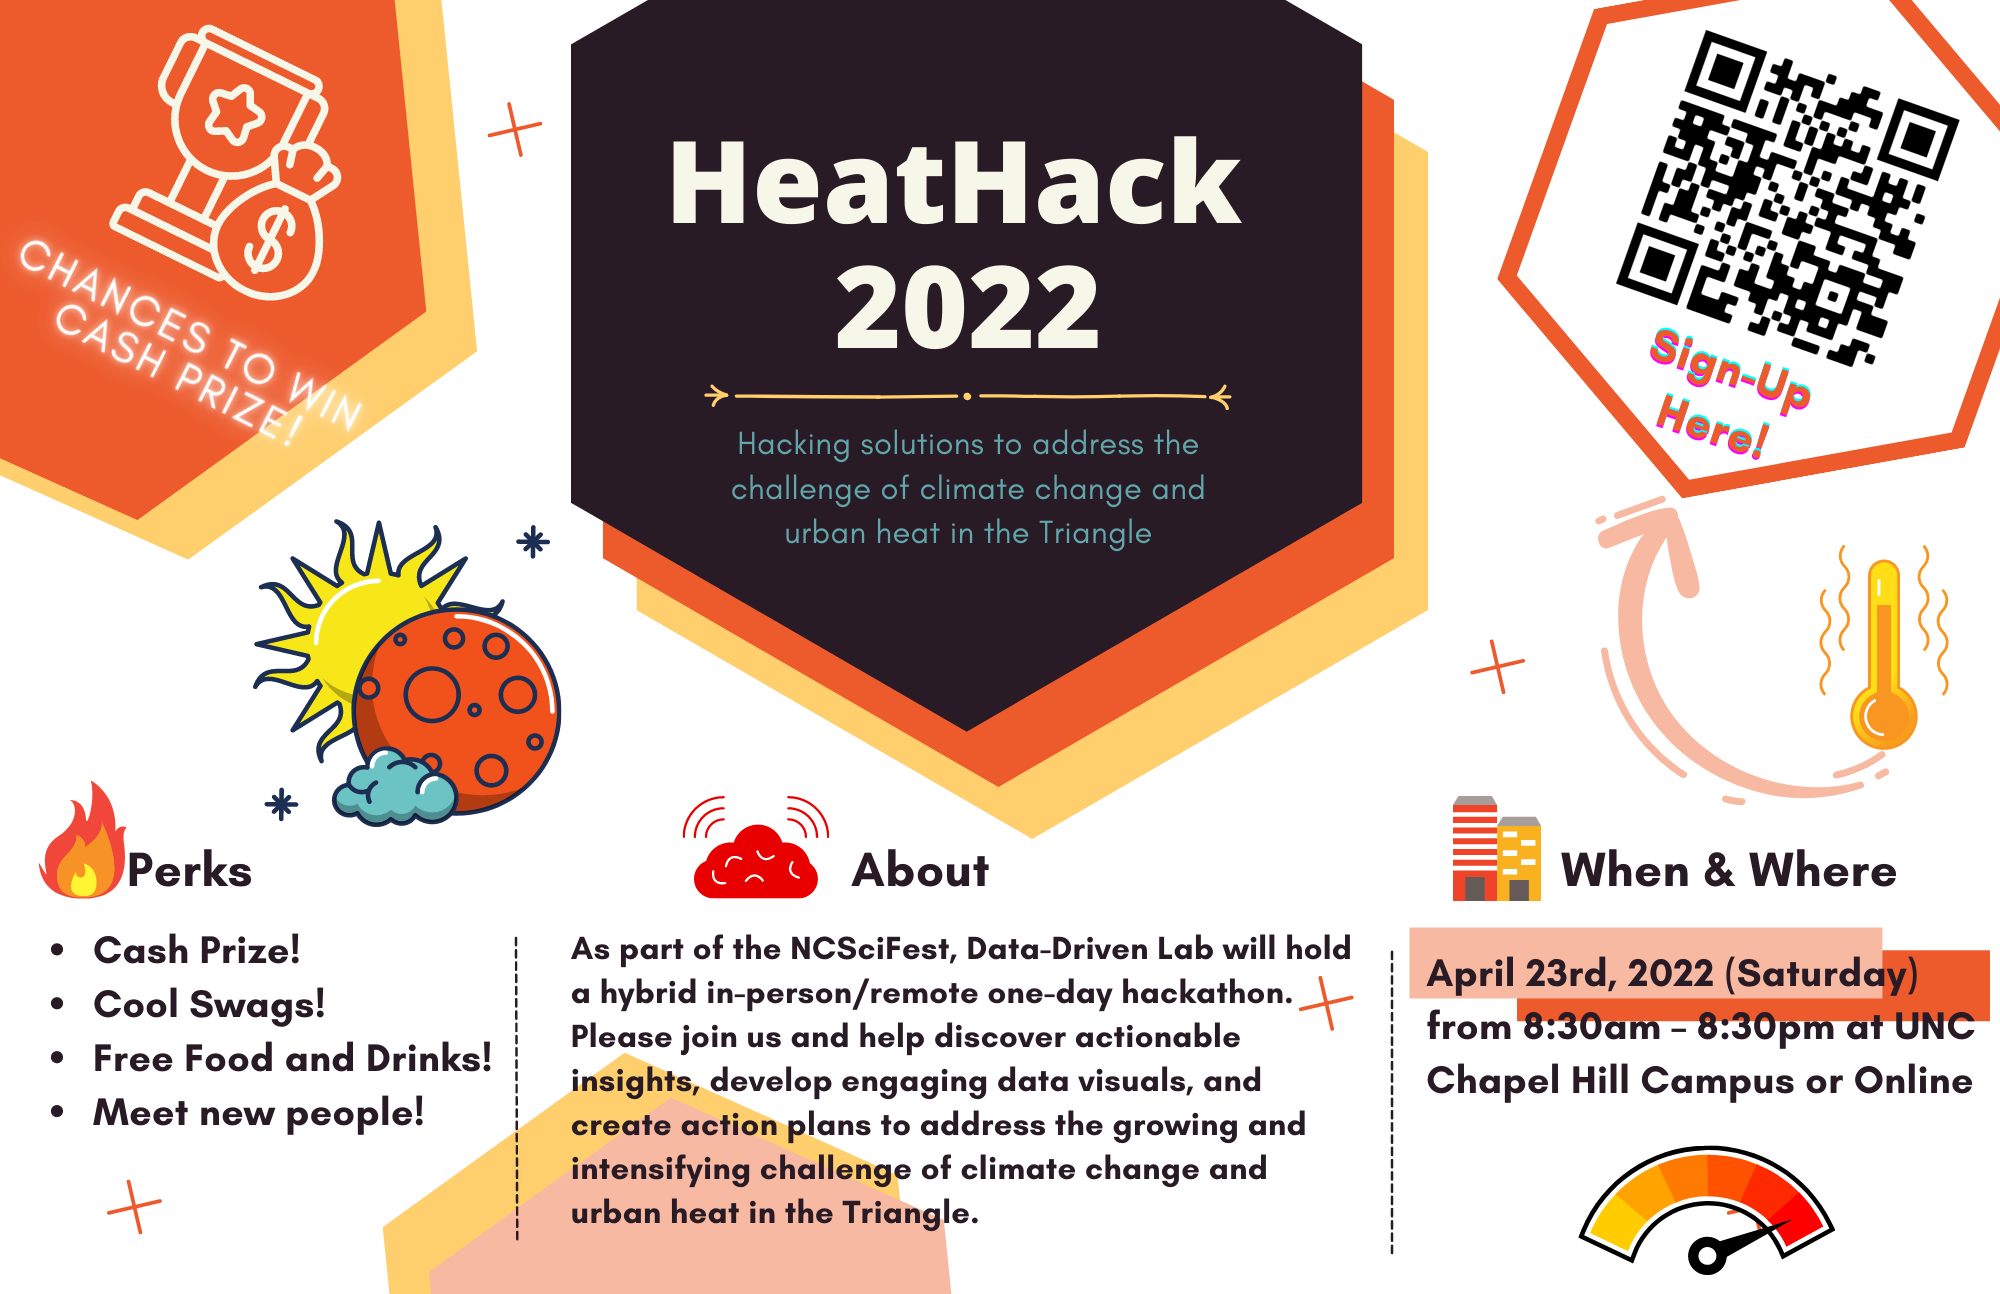 CHANCES TO WIN
CASH PRIZE!
HeatHack
2022
Hacking solutions to address the
challenge of climate change and
urban heat in the Triangle
Sign-Up
Here!
Perks
• Cash Prize!
• Cool Swags!
• Free Food and Drinks!
• Meet new people!
About
As part of the NCSciFest, Data-Driven Lab will hold
a hybrid in-person/remote one-day hackathon.
Please join us and help discover actionable
insights, develop engaging data visuals, and
create action plans to address the growing and
intensifying challenge of climate change and
urban heat in the Triangle.
When & Where
April 23rd, 2022 (Saturday)
from 8:30am – 8:30pm at UNC
Chapel Hill Campus or Online